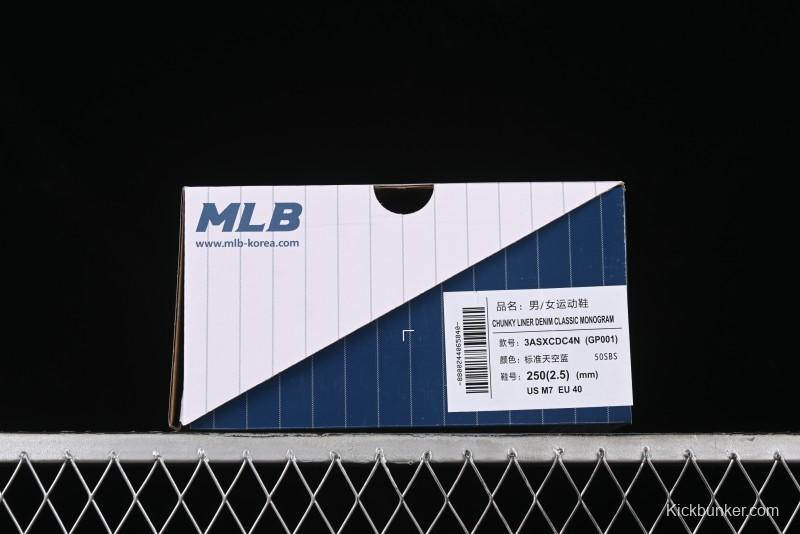 MLB
www.mlb-korea.com
品名：男/女运动鞋
CHUNKY LINER DENIM CLASSIC MONOGRAM
款号：3ASXCDC4N (GP001)
颜色：标准天空蓝 50SBS
鞋号：250(2.5) (mm)
US M7 EU 40
-8800244065840-
Kickbunker.com